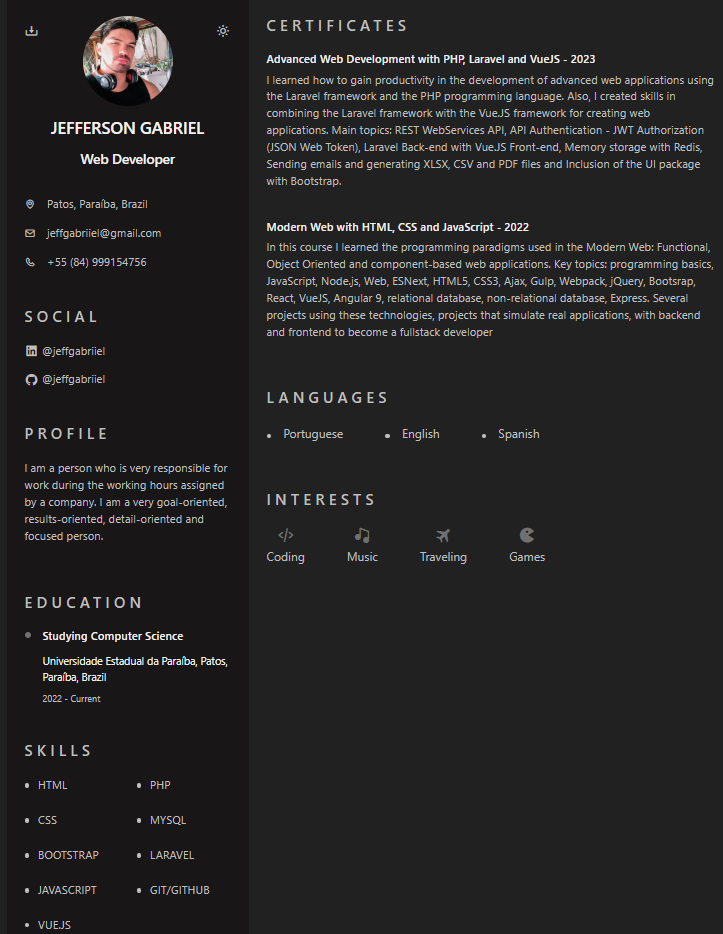 JEFFERSON GABRIEL
Web Developer
Patos, Paraíba, Brazil
jeffgabriiel@gmail.com
+55 (84) 999154756
SOCIAL
@jeffgabriiel
@jeffgabriiel
PROFILE
I am a person who is very responsible for
work during the working hours assigned
by a company. I am a very goal-oriented,
results-oriented, detail-oriented and
focused person.
EDUCATION
Studying Computer Science
Universidade Estadual da Paraíba, Patos,
Paraíba, Brazil
2022 - Current
SKILLS
HTML
PHP
CSS
MYSQL
BOOTSTRAP
LARAVEL
JAVASCRIPT
GIT/GITHUB
VUEJS
CERTIFICATES
Advanced Web Development with PHP, Laravel and VueJS - 2023
I learned how to gain productivity in the development of advanced web applications using
the Laravel framework and the PHP programming language. Also, I created skills in
combining the Laravel framework with the VueJS framework for creating web
applications. Main topics: REST WebServices API, API Authentication - JWT Authorization
(JSON Web Token), Laravel Back-end with VueJS Front-end, Memory storage with Redis,
Sending emails and generating XLSX, CSV and PDF files and Inclusion of the UI package
with Bootstrap.
Modern Web with HTML, CSS and JavaScript - 2022
In this course I learned the programming paradigms used in the Modern Web: Functional,
Object Oriented and component-based web applications. Key topics: programming basics,
JavaScript, Node.js, Web, ESNext, HTML5, CSS3, Ajax, Gulp, Webpack, jQuery, Bootsrap,
React, VueJS, Angular 9, relational database, non-relational database, Express. Several
projects using these technologies, projects that simulate real applications, with backend
and frontend to become a fullstack developer
LANGUAGES
Portuguese
English
Spanish
INTERESTS
Coding
Music
Traveling
Games